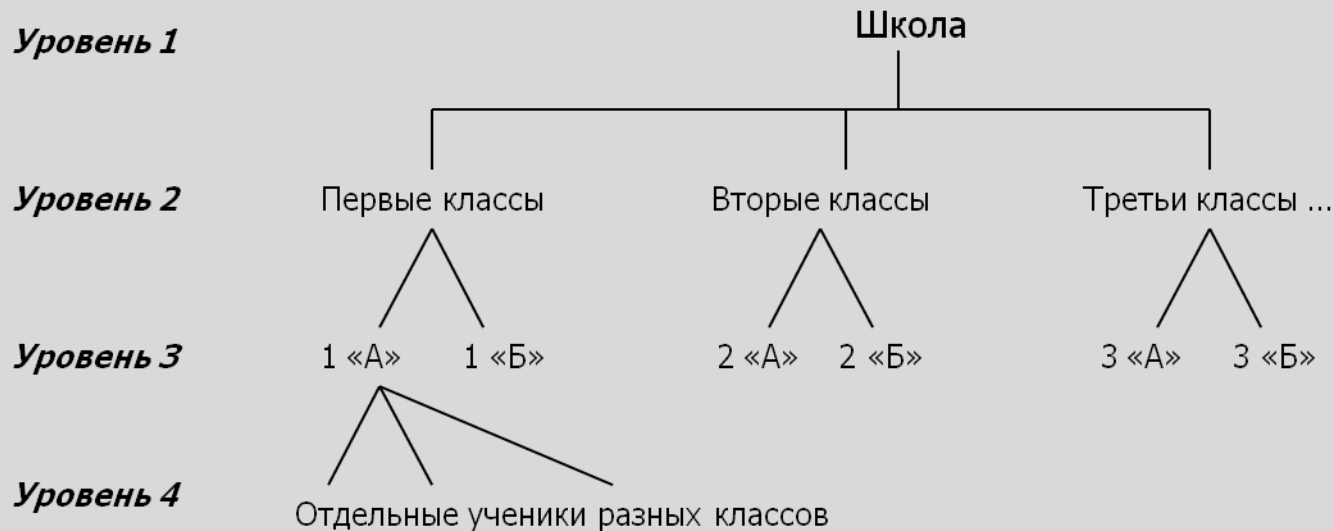 Уровень 1 Школа
Уровень 2 Первые классы Вторые классы Третьи классы ...
Уровень 3 1 «А» 1 «Б» 2 «А» 2 «Б» 3 «А» 3 «Б»
Уровень 4 Отдельные ученики разных классов